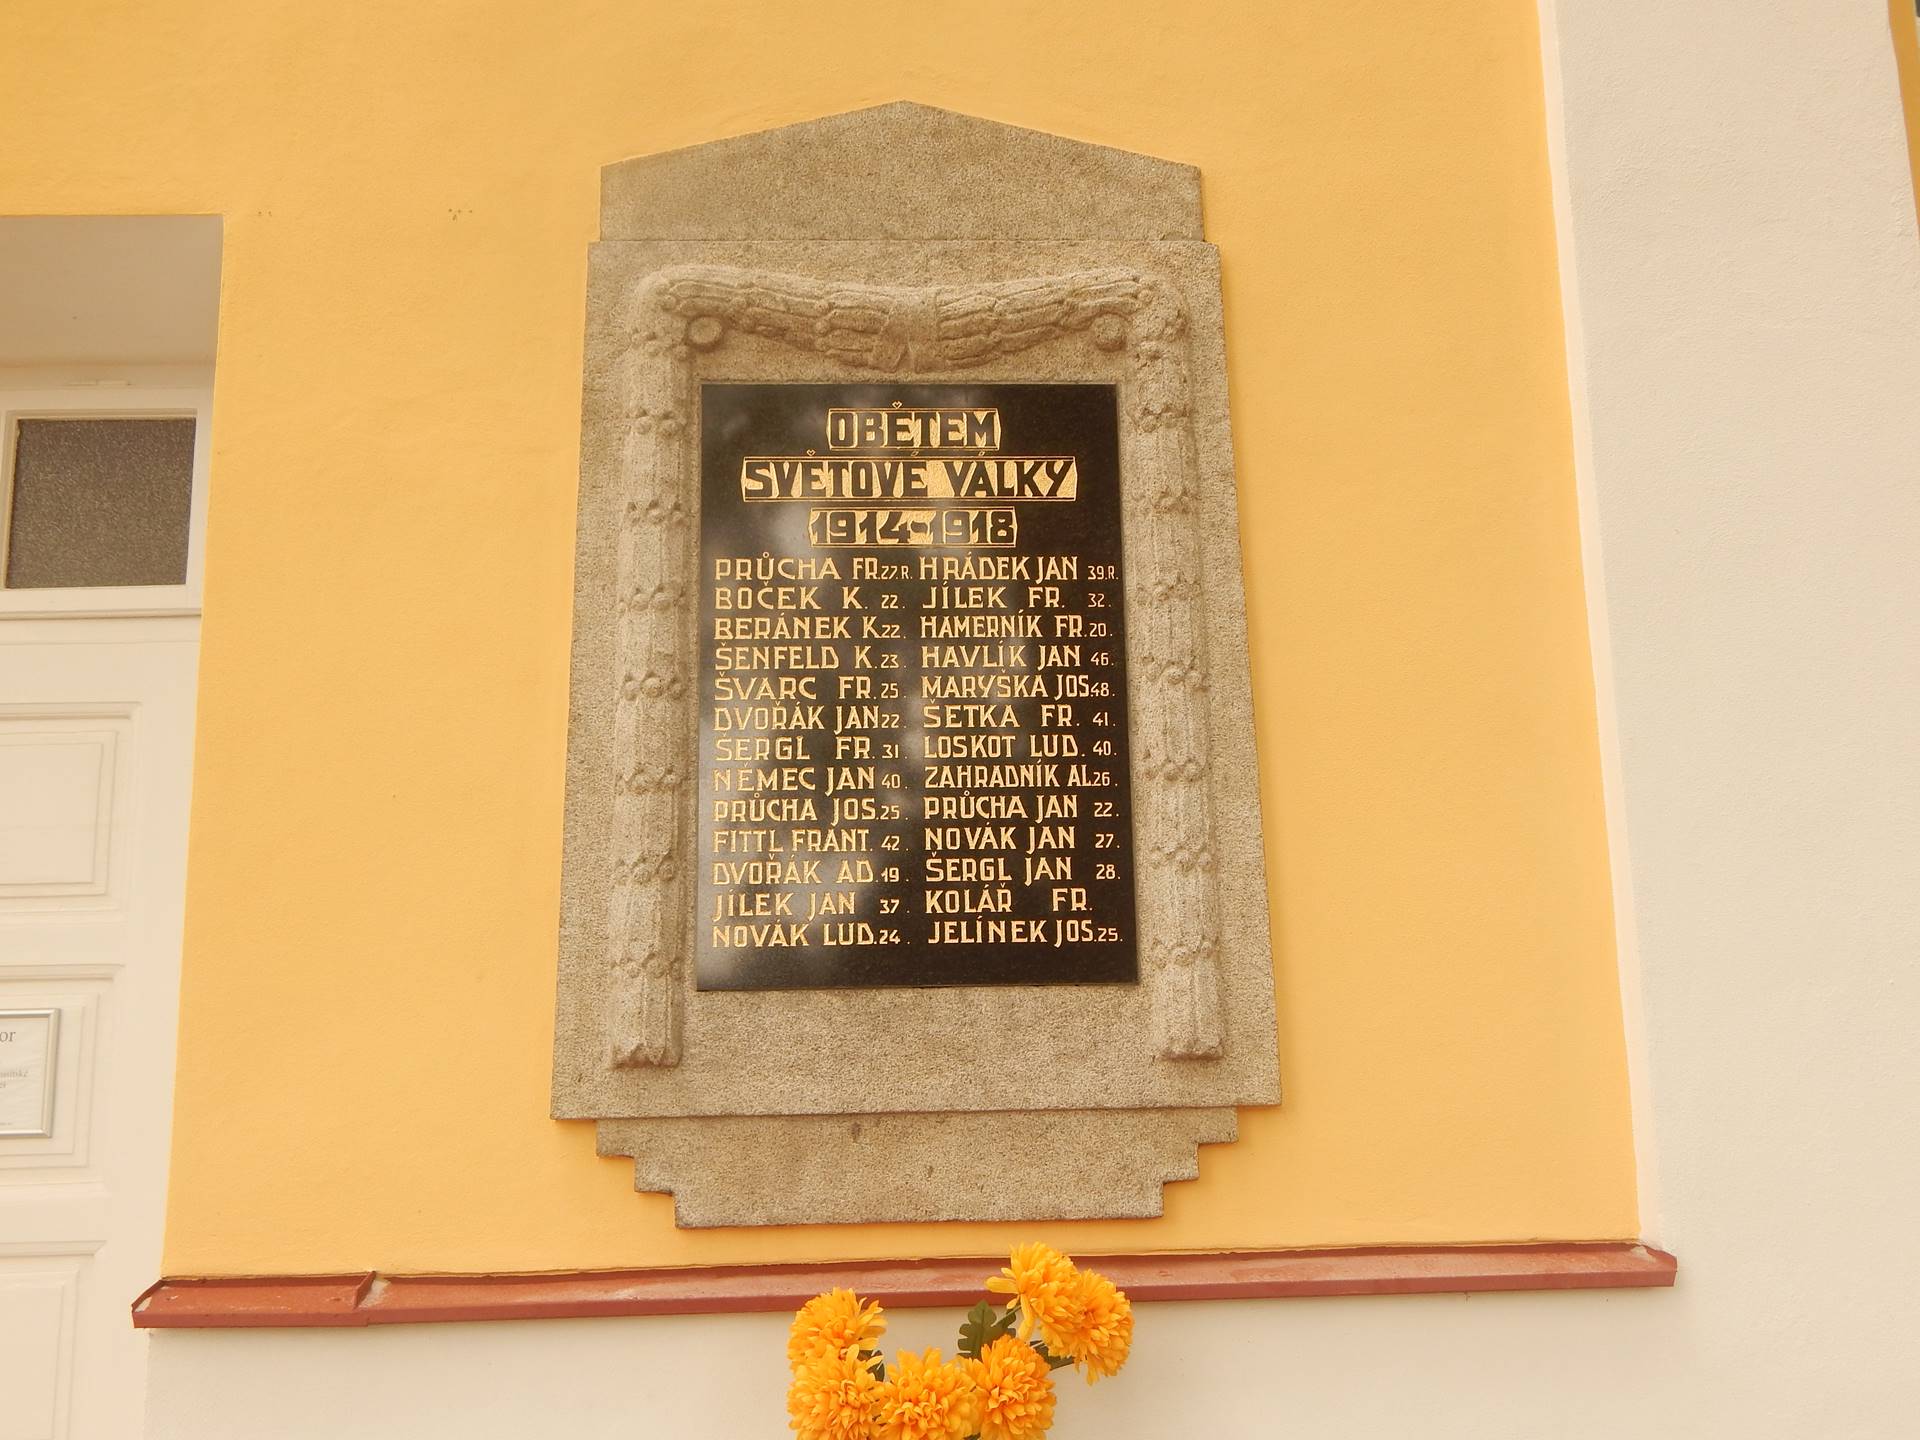 OBĚTEM
SVĚTOVÉ VÁLKY
1914-1918
PRŮCHA FR. 27.R. HRÁDEK JAN 39.R.
BOČEK K. 22. JÍLEK FR. 32.
BERÁNEK K. 22. HAMERNÍK FR. 20.
ŠENFELD K. 23. HAVLÍK JAN 46.
ŠVARC FR. 25. MARYŠKA JOS. 48.
DVOŘÁK JAN 22. ŠETKA FR. 41.
ŠERGL FR. 31 LOSKOT LUD. 40.
NĚMEC JAN 40. ZAHRADNÍK AL. 26.
PRŮCHA JOS. 25. PRŮCHA JAN 22.
FITTL FRANT. 42. NOVÁK JAN 27.
DVOŘÁK AD. 19. ŠERGL JAN 28.
JÍLEK JAN 37. KOLÁŘ FR.
NOVÁK LUD. 24. JELÍNEK JOS. 25.